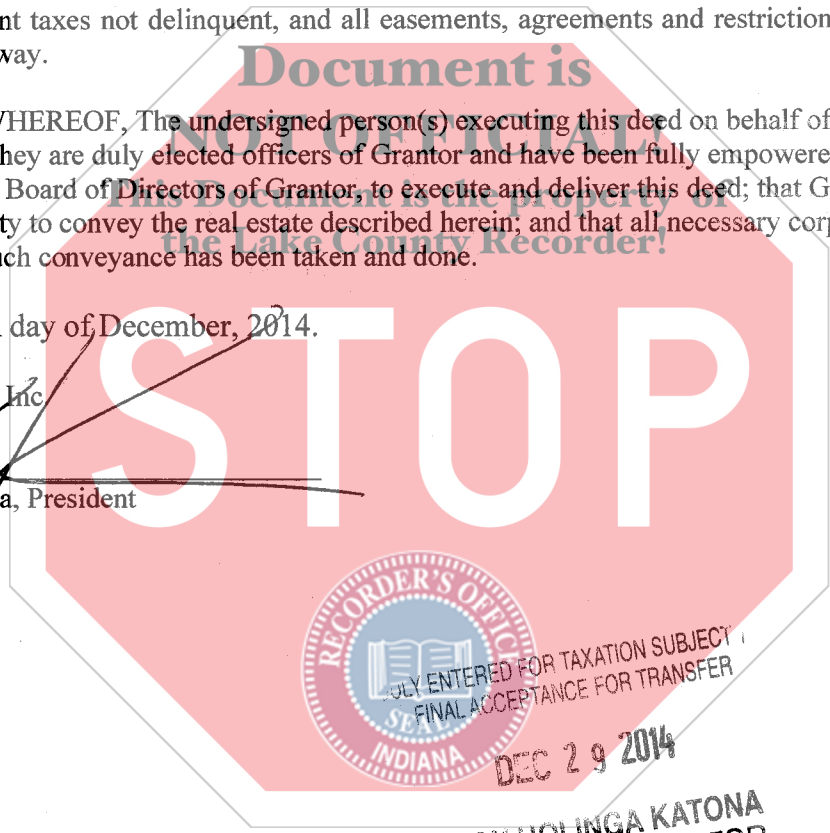 nt taxes not delinquent, and all easements, agreements and restriction
way.
Document is
WHEREOF, The undersigned person(s) executing this deed on behalf of
NOT OFFICIAL!
hey are duly elected officers of Grantor and have been fully empowere
Board of Directors of Grantor, to execute and deliver this deed; that G
This Document is the property of
ty to convey the real estate described herein; and that all necessary corp
the Lake County Recorder!
ch conveyance has been taken and done.
day of December, 2014.
Inc
STOP
a, President
RECORDER'S OFFICE
SEAL
INDIANA
ULY ENTERED FOR TAXATION SUBJECT
FINAL ACCEPTANCE FOR TRANSFER
DEC 29 2014
HOLINGA KATONA